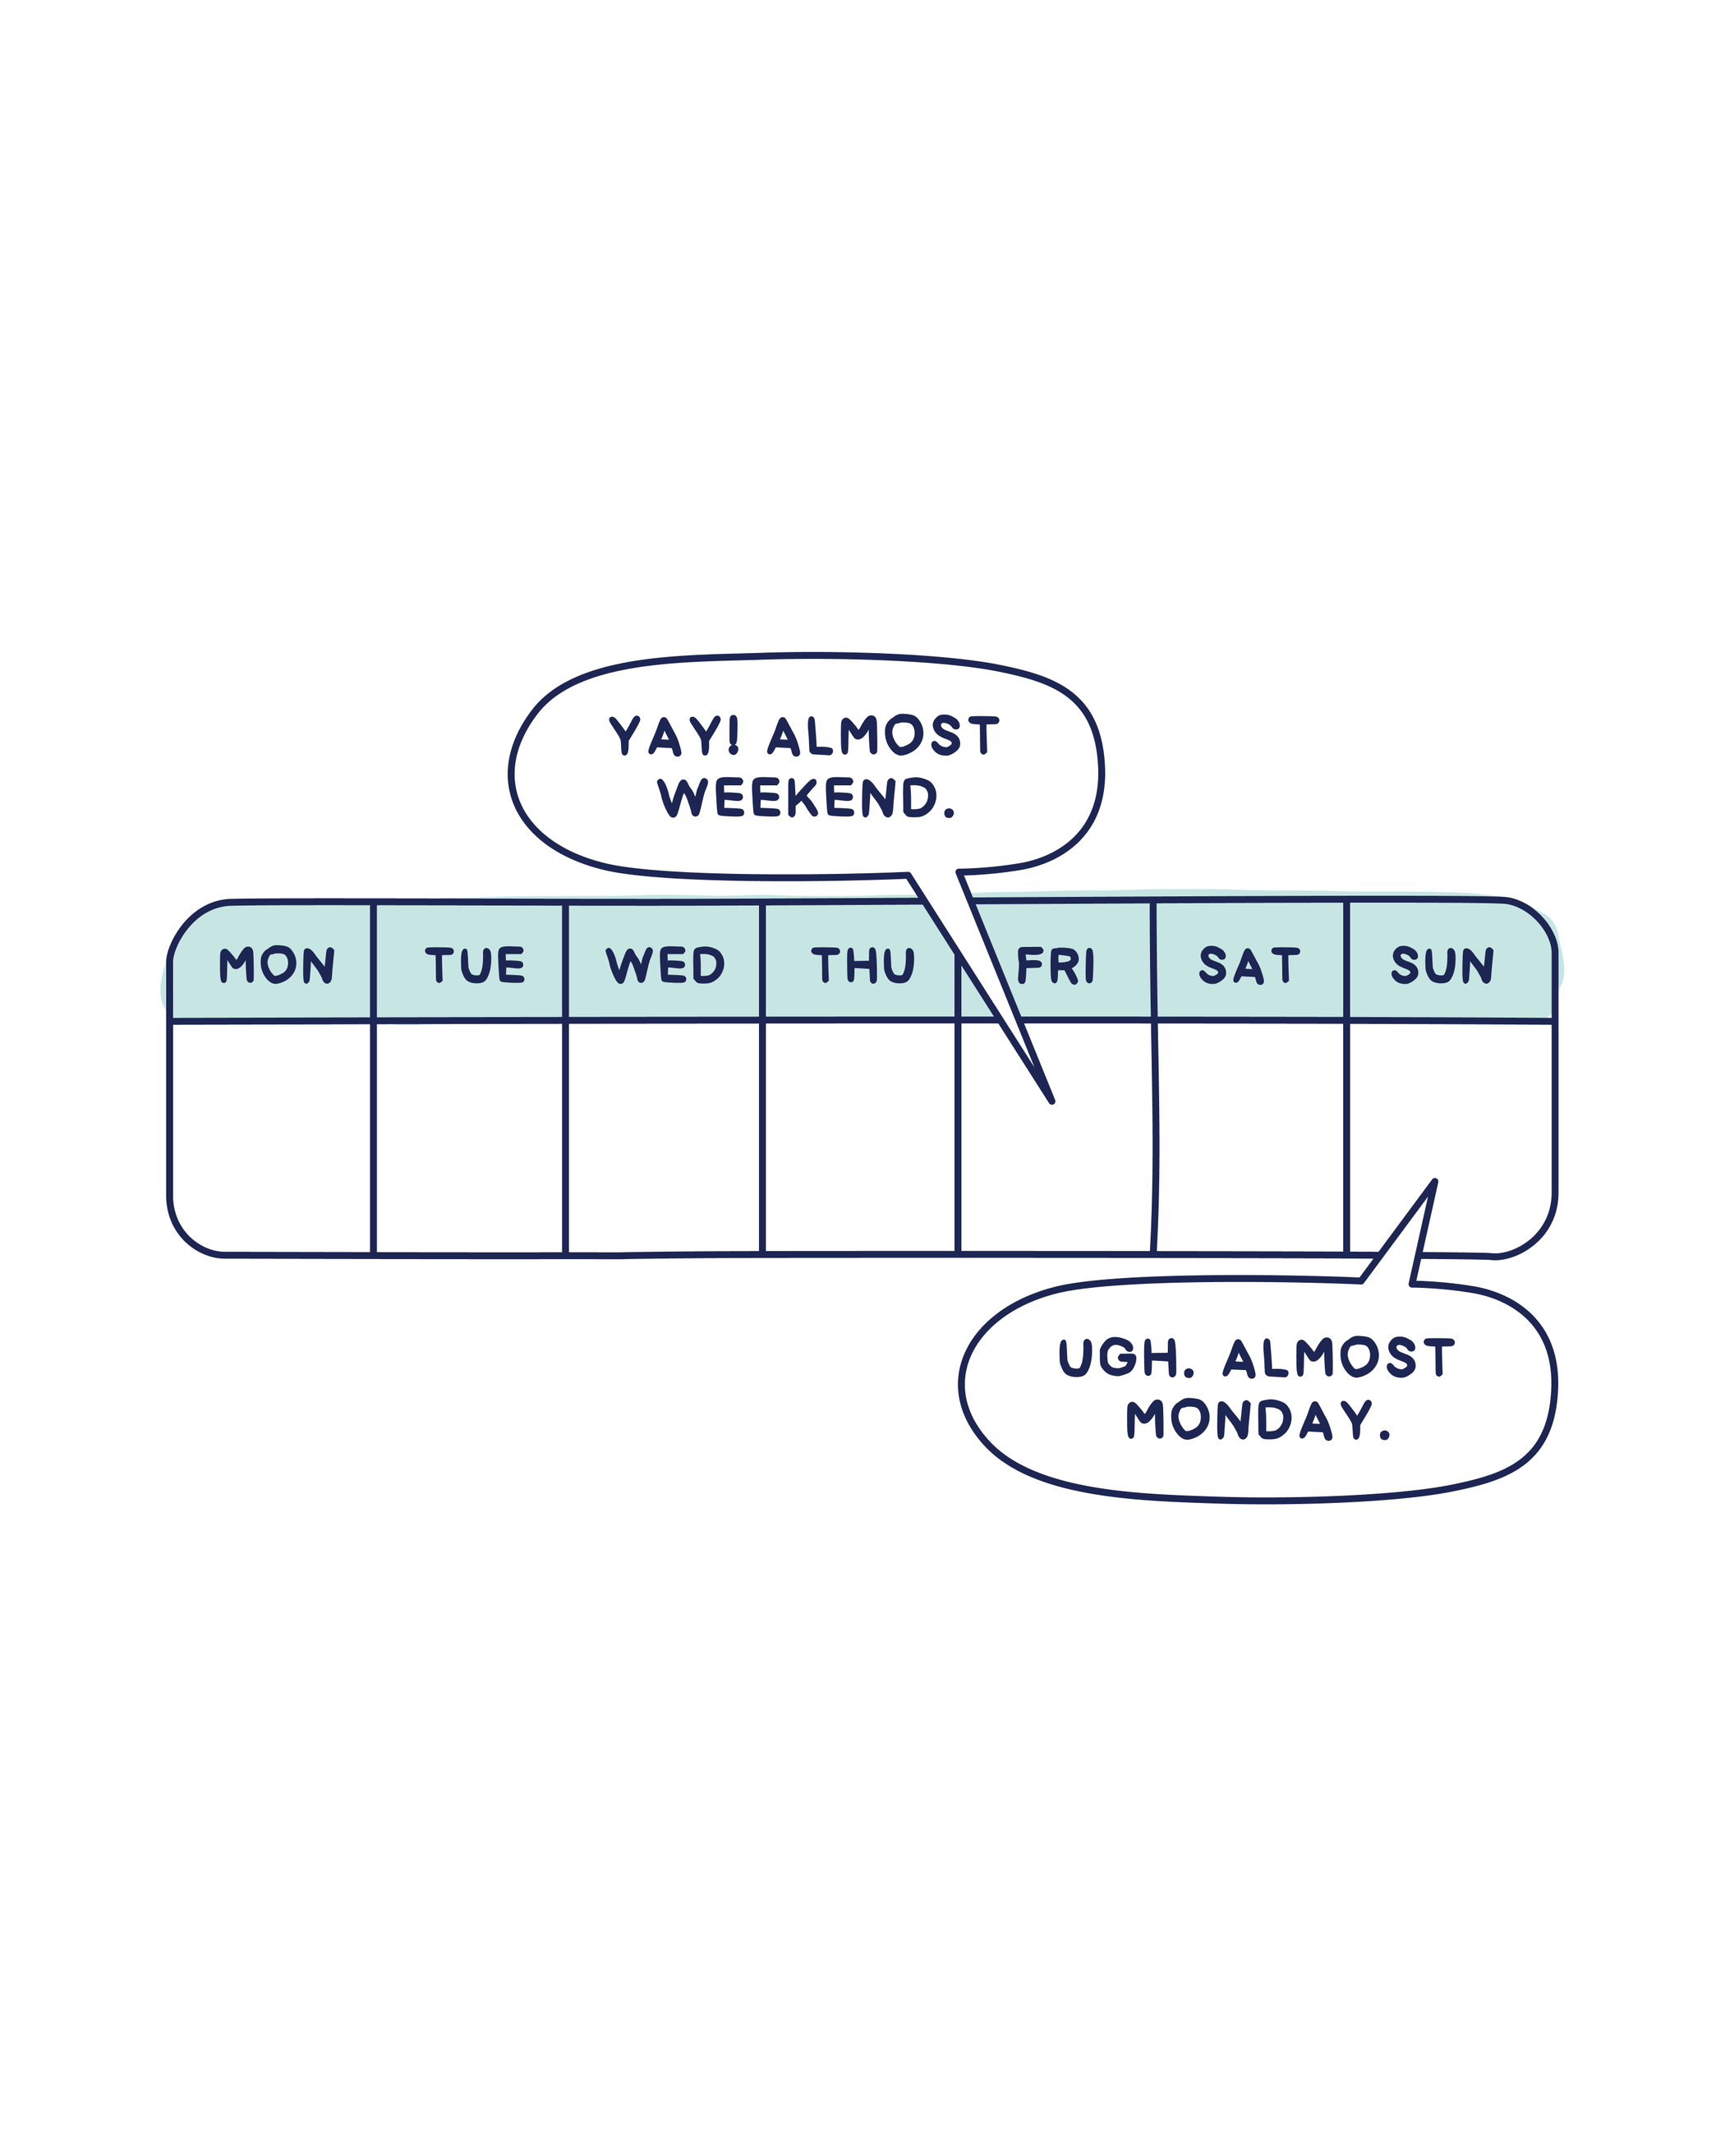 YAY! ALMOST
WEEKEND.
MON TUE WED THU FRI SAT SUN
UGH. ALMOST
MONDAY.